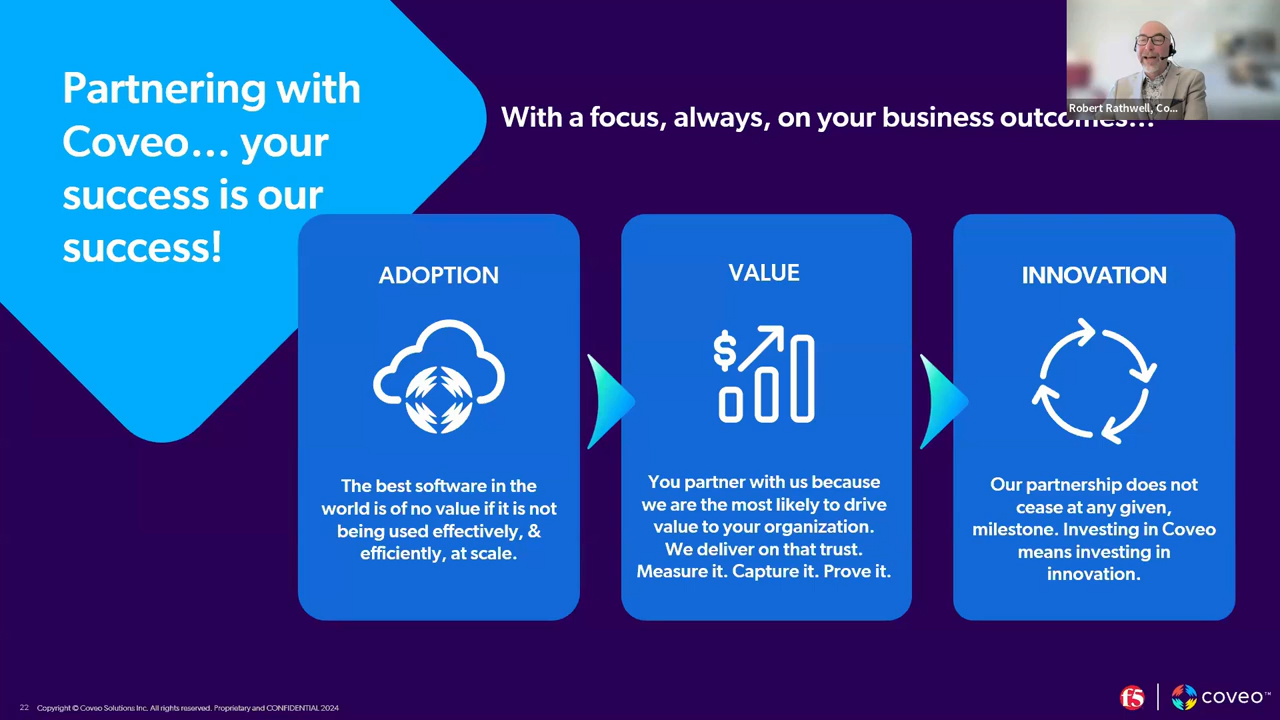 Partnering with
Coveo... your
success is our
success!
With a focus, always, on your business outcomes...
Robert Rathwell, Co...
ADOPTION
The best software in the
world is of no value if it is not
being used effectively, &
efficiently, at scale.
VALUE
$
You partner with us because
we are the most likely to drive
value to your organization.
We deliver on that trust.
Measure it. Capture it. Prove it.
INNOVATION
Our partnership does not
cease at any given,
milestone. Investing in Coveo
means investing in
innovation.
22 Copyright © Coveo Solutions Inc. All rights reserved. Proprietary and CONFIDENTIAL 2024
f5 coveo™